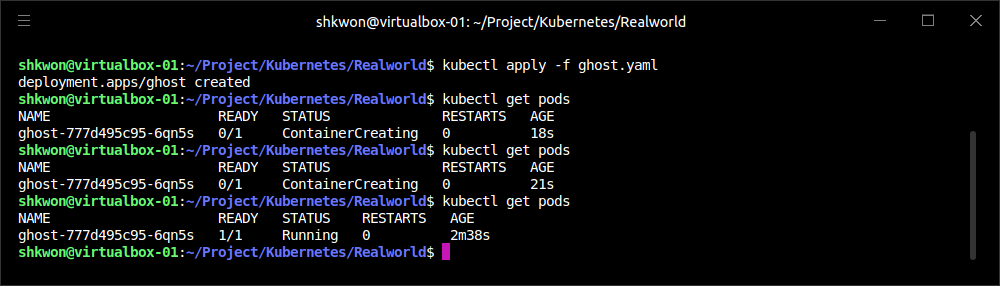 shkwon@virtualbox-01: ~/Project/Kubernetes/Realworld
shkwon@virtualbox-01:~/Project/Kubernetes/Realworld$ kubectl apply -f ghost.yaml
deployment.apps/ghost created
shkwon@virtualbox-01:~/Project/Kubernetes/Realworld$ kubectl get pods
NAME                     READY   STATUS              RESTARTS   AGE
ghost-777d495c95-6qn5s   0/1     ContainerCreating   0          18s
shkwon@virtualbox-01:~/Project/Kubernetes/Realworld$ kubectl get pods
NAME                     READY   STATUS              RESTARTS   AGE
ghost-777d495c95-6qn5s   0/1     ContainerCreating   0          21s
shkwon@virtualbox-01:~/Project/Kubernetes/Realworld$ kubectl get pods
NAME                     READY   STATUS    RESTARTS   AGE
ghost-777d495c95-6qn5s   1/1     Running   0          2m38s
shkwon@virtualbox-01:~/Project/Kubernetes/Realworld$